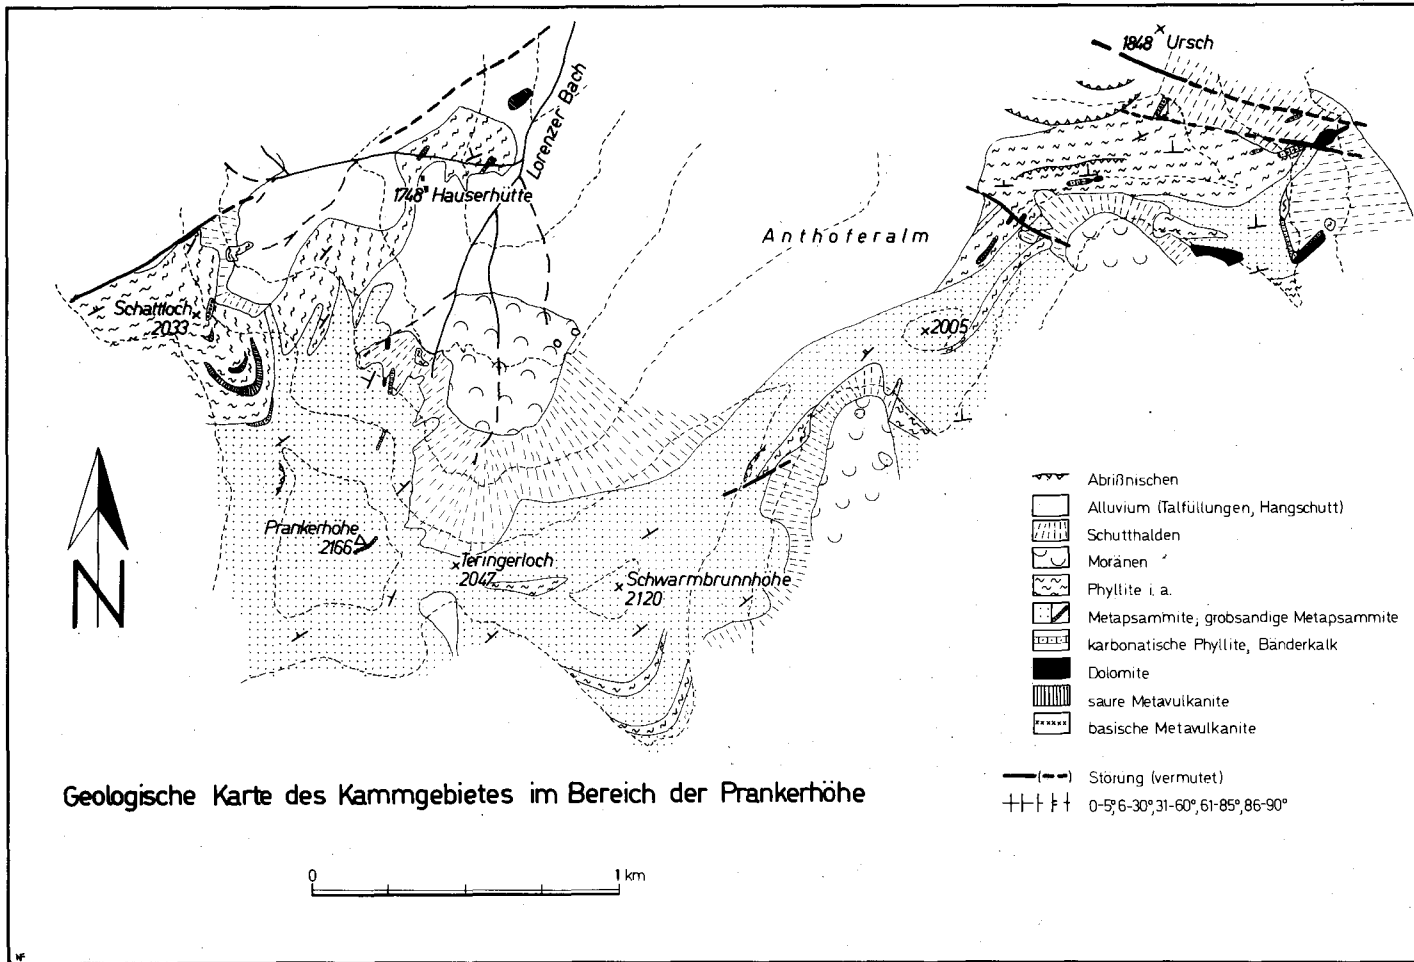 1848 Ursch
Lorenzer Bach
1748 Hauserhütte
Anthoferalm
Schattloch
2033
2005
Prankerhöhe
2166
Teringerloch
2047
Schwarmbrunnhöhe
2120
N
Abrißnischen
Alluvium (Talfüllungen, Hangschutt)
Schutthalden
Moränen
Phyllite i. a.
Metapsammite, grobsandige Metapsammite
karbonatische Phyllite, Bänderkalk
Dolomite
saure Metavulkanite
basische Metavulkanite
Störung (vermutet)
0-5°,6-30°,31-60°,61-85°,86-90°
Geologische Karte des Kammgebietes im Bereich der Prankerhöhe
0 1 km
NF